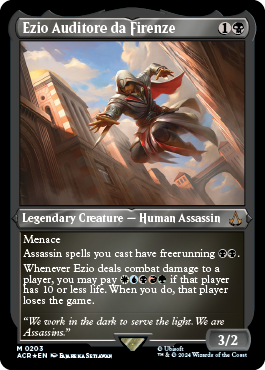 Ezio Auditore da Firenze 1
Legendary Creature — Human Assassin
Menace
Assassin spells you cast have freerunning.
Whenever Ezio deals combat damage to a
player, you may pay if that player
has 10 or less life. When you do, that player
loses the game.
“We work in the dark to serve the light. We are
Assassins.”
3/2
M 0203
ACR • EN
© Ubisoft
™ & © 2024 Wizards of the Coast